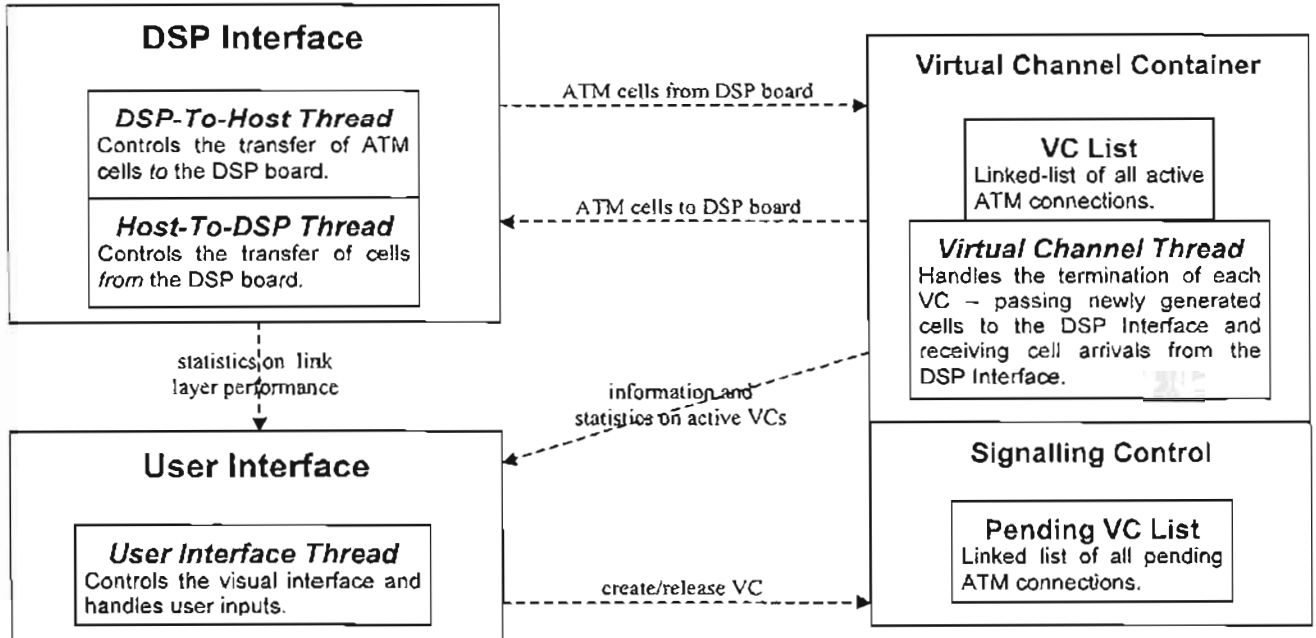 DSP Interface
DSP-To-Host Thread
Controls the transfer of ATM
cells to the DSP board.
Host-To-DSP Thread
Controls the transfer of cells
from the DSP board.
ATM cells from DSP board
ATM cells to DSP board
Virtual Channel Container
VC List
Linked-list of all active
ATM connections.
Virtual Channel Thread
Handles the termination of each
VC – passing newly generated
cells to the DSP Interface and
receiving cell arrivals from the
DSP Interface.
statistics on link
layer performance
information and
statistics on active VCs
User Interface
User Interface Thread
Controls the visual interface and
handles user inputs.
create/release VC
Signalling Control
Pending VC List
Linked list of all pending
ATM connections.